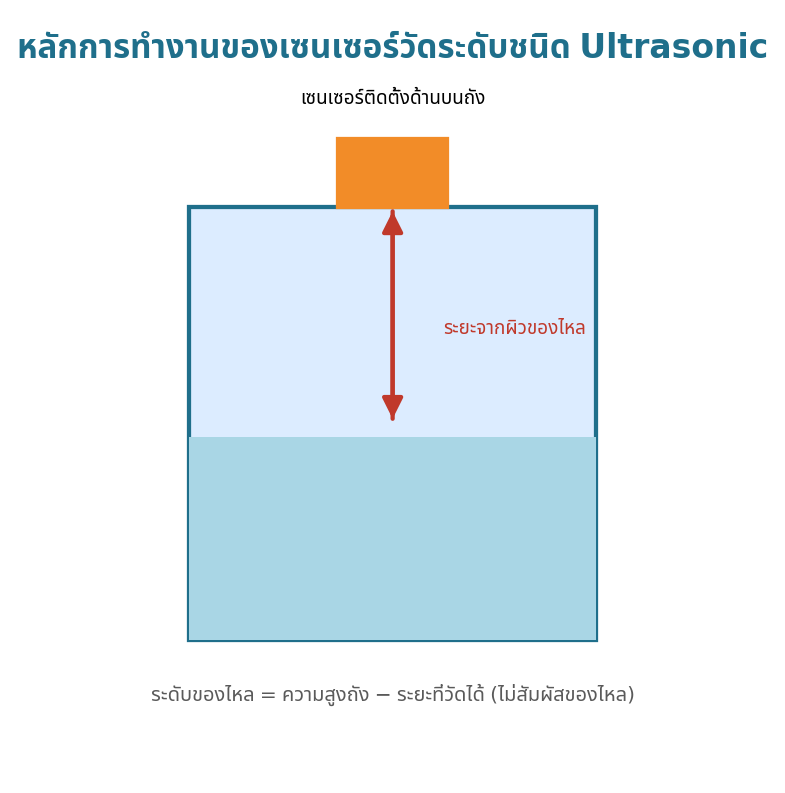 หลักการทำงานของเซนเซอร์วัดระดับชนิด Ultrasonic
เซนเซอร์ติดตั้งด้านบนถัง
ระยะจากผิวของไหล
ระดับของไหล = ความสูงถัง − ระยะที่วัดได้ (ไม่สัมผัสของไหล)